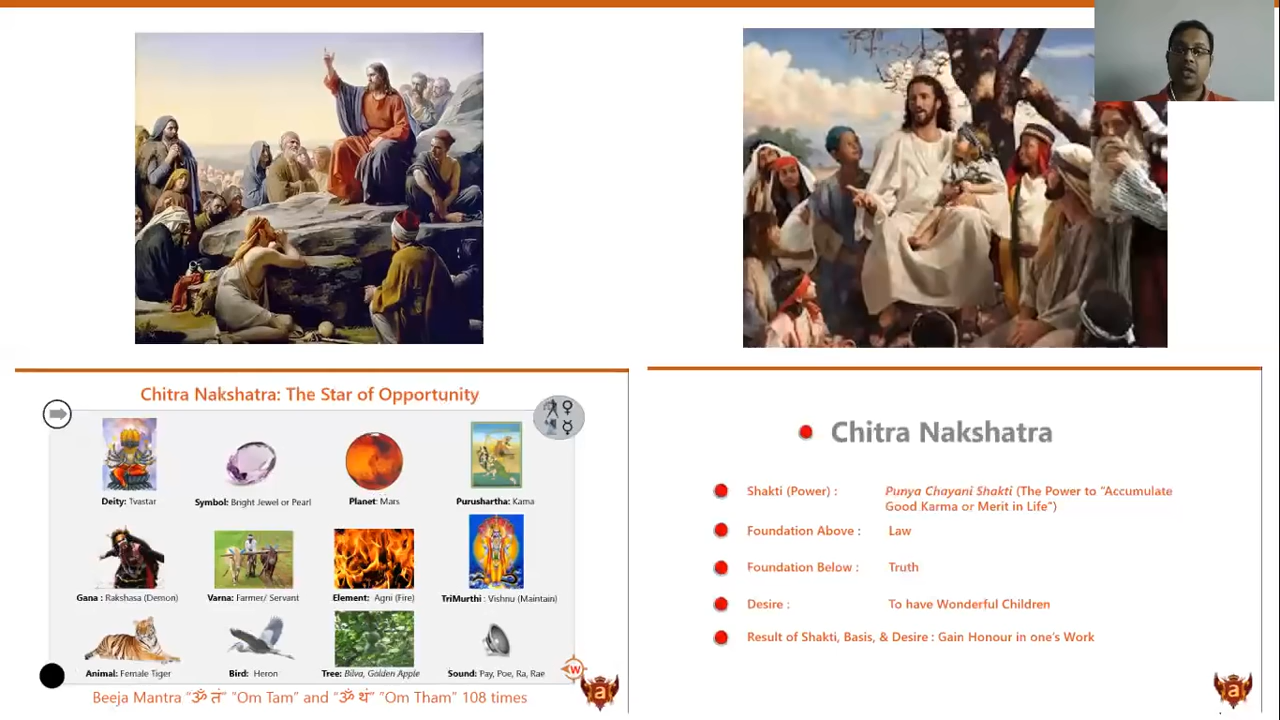 Chitra Nakshatra: The Star of Opportunity
Deity: Tvastar
Symbol: Bright Jewel or Pearl
Planet: Mars
Purushartha: Kama
Gana : Rakshasa (Demon)
Varna: Farmer/ Servant
Element: Agni (Fire)
TriMurthi : Vishnu (Maintain)
Animal: Female Tiger
Bird: Heron
Tree: Bilva, Golden Apple
Sound: Pay, Poe, Ra, Rae
W
Beeja Mantra “ॐ तं” "Om Tam" and “ॐ थं” "Om Tham" 108 times
a
Chitra Nakshatra
Shakti (Power) : Punya Chayani Shakti (The Power to “Accumulate
Good Karma or Merit in Life")
Foundation Above : Law
Foundation Below : Truth
Desire : To have Wonderful Children
Result of Shakti, Basis, & Desire : Gain Honour in one’s Work
a